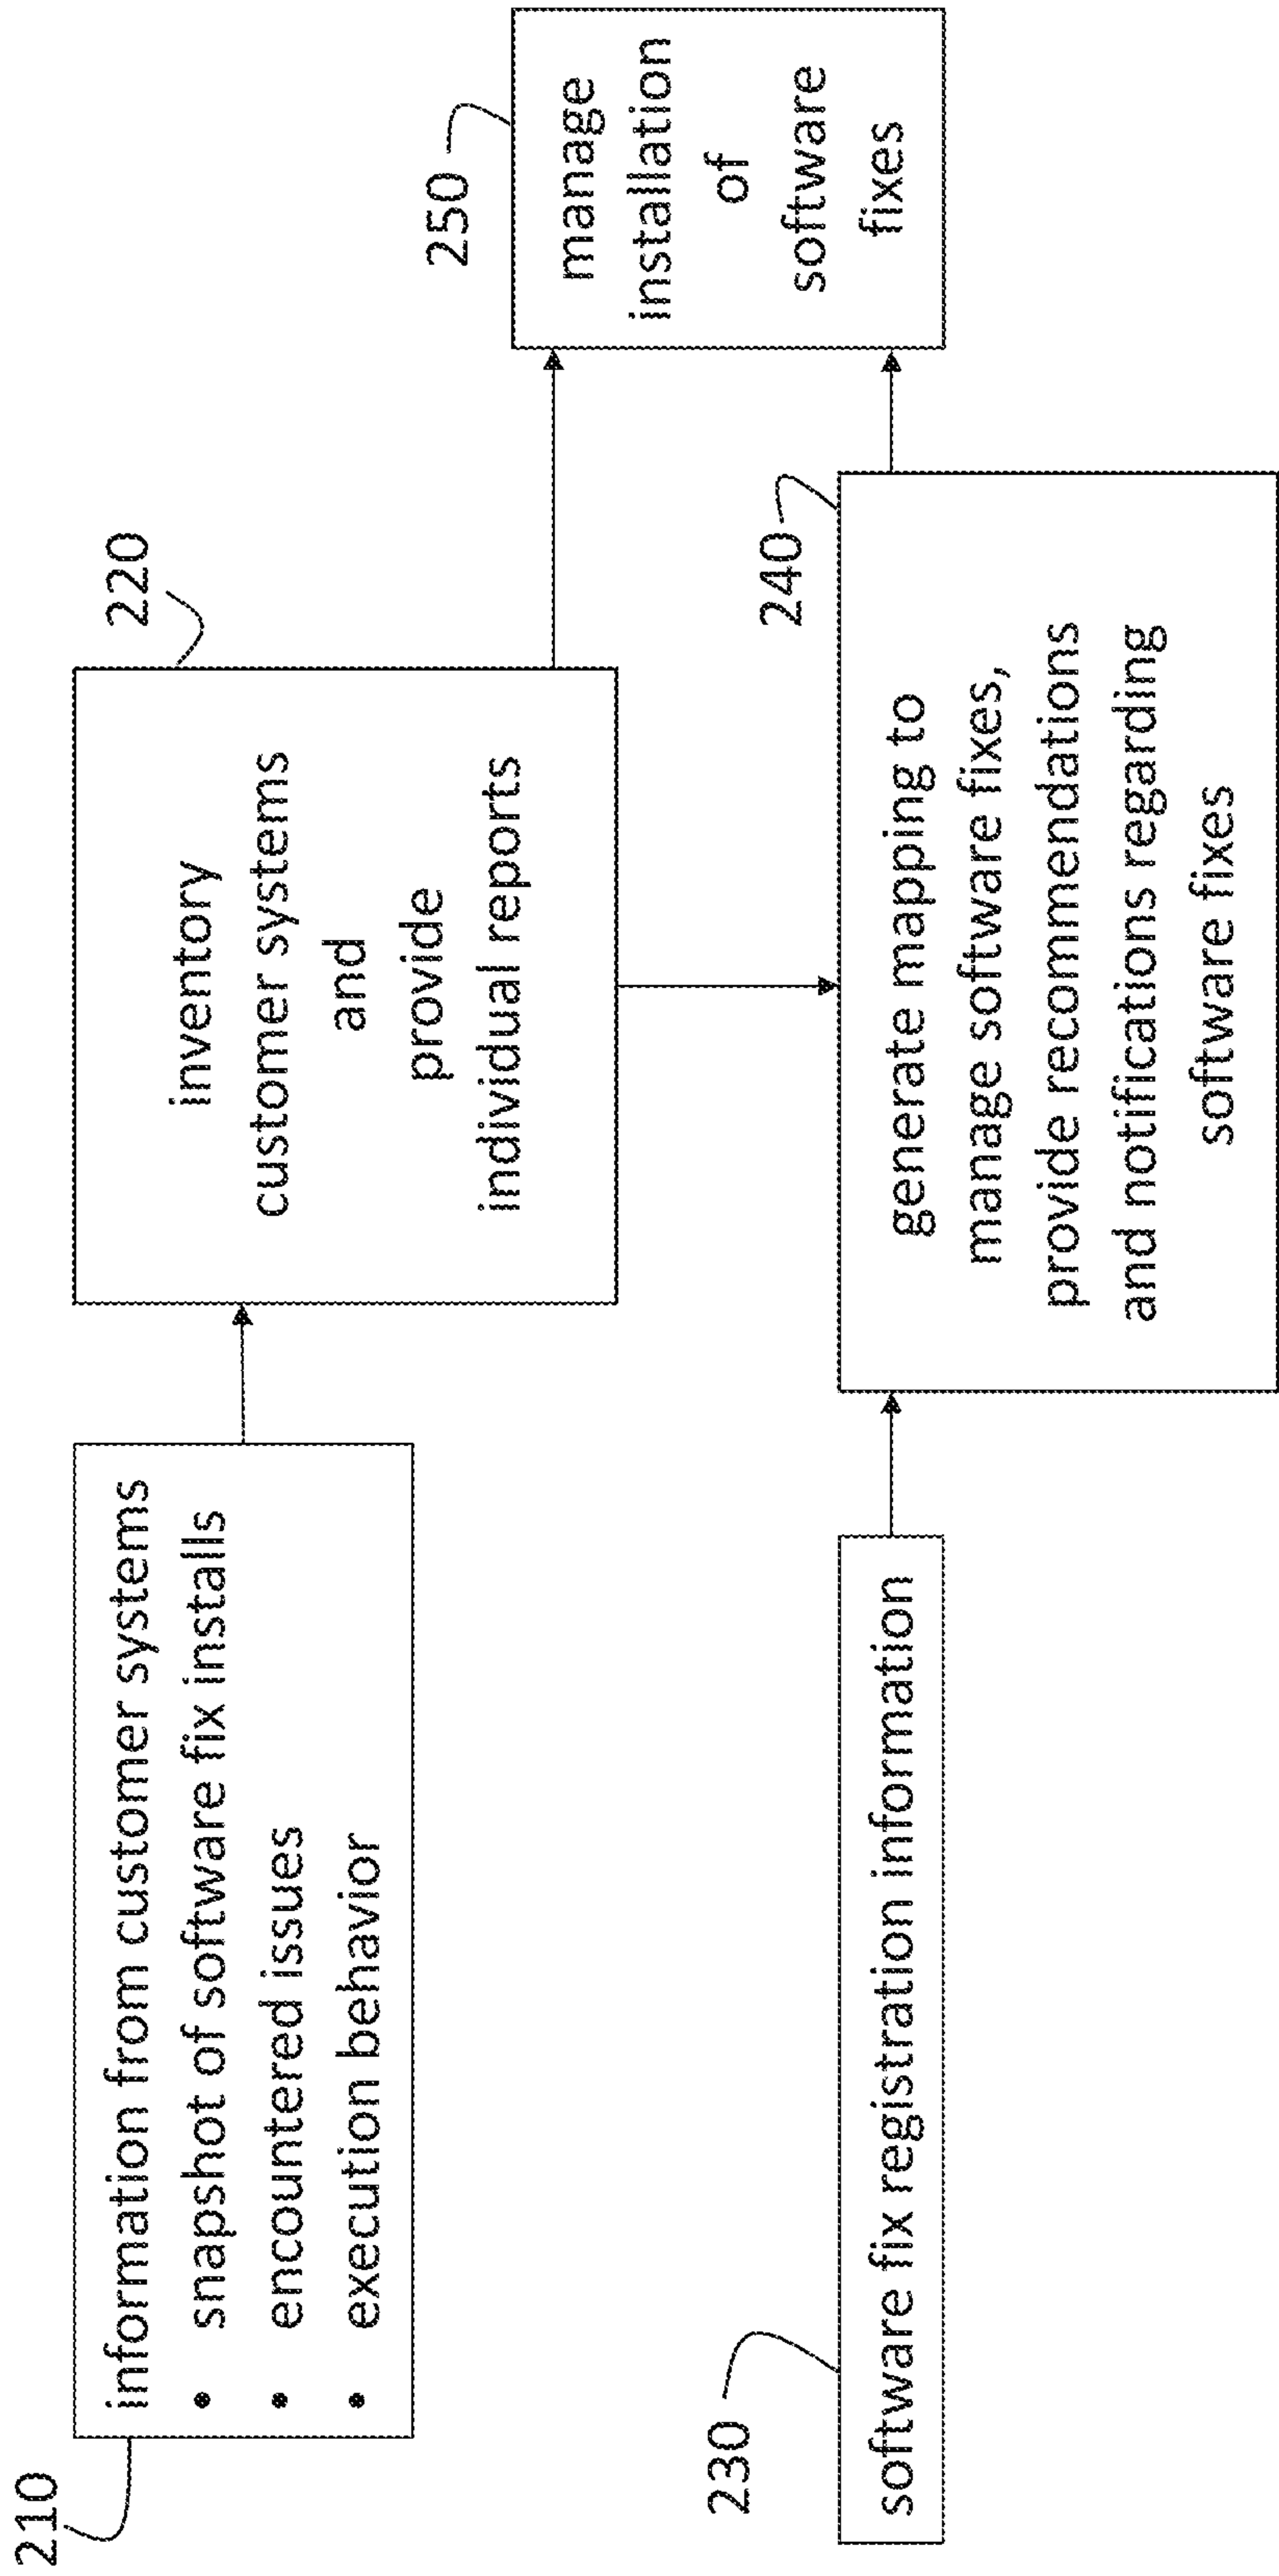 210
information from customer systems
• snapshot of software fix installs
• encountered issues
• execution behavior
220
inventory
customer systems
and
provide
individual reports
230
software fix registration information
240
generate mapping to
manage software fixes,
provide recommendations
and notifications regarding
software fixes
250
manage
installation
of
software
fixes